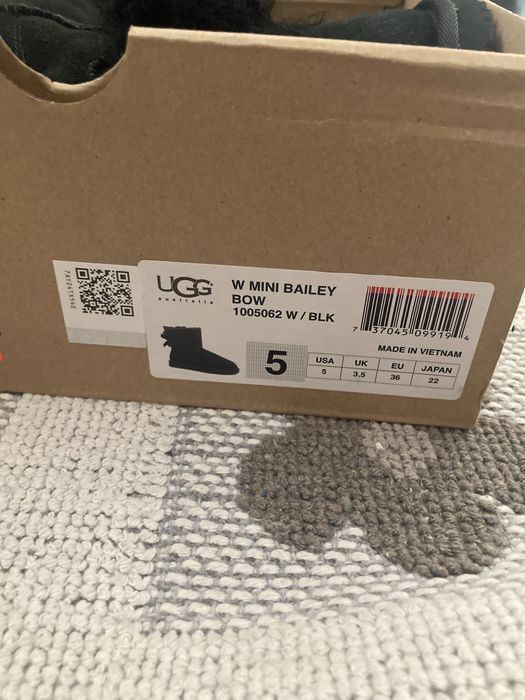 7AY24TX54E
UGG
australia
W MINI BAILEY
BOW
1005062 W / BLK
7 37045 09919 4
MADE IN VIETNAM
5
USA UK EU JAPAN
5 3.5 36 22